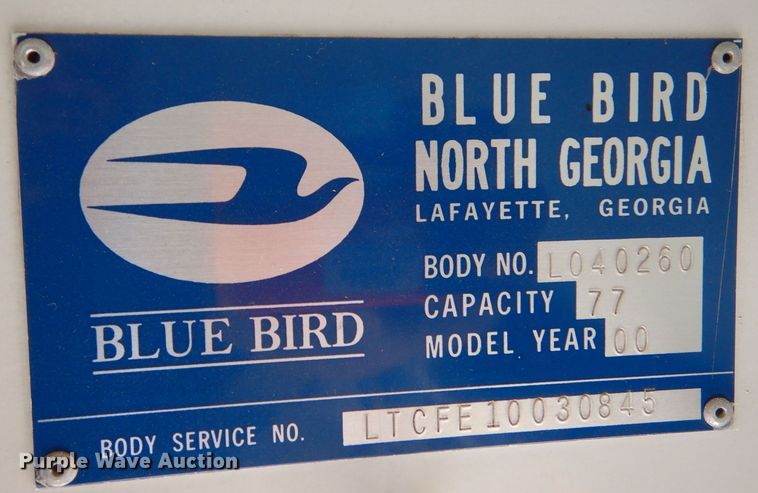 BLUE BIRD
NORTH GEORGIA
LAFAYETTE, GEORGIA
BODY NO. L040260
CAPACITY 77
MODEL YEAR 00
BLUE BIRD
BODY SERVICE NO. LTCFE10030845
Purple Wave Auction